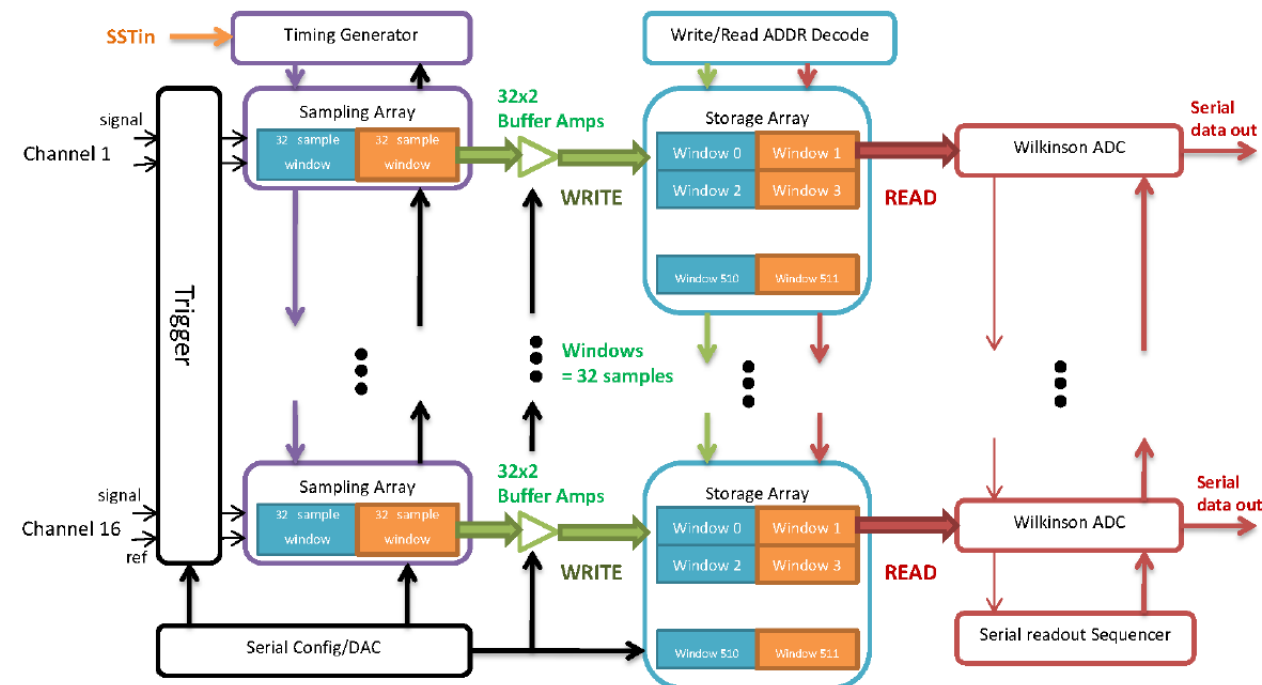 SSTin
Timing Generator
Write/Read ADDR Decode
signal
Channel 1
Trigger
Sampling Array
32 sample
window
32 sample
window
32x2
Buffer Amps
WRITE
Storage Array
Window 0
Window 1
Window 2
Window 3
Window 510
Window 511
READ
Wilkinson ADC
Serial
data out
Windows
= 32 samples
signal
Channel 16
ref
Sampling Array
32 sample
window
32 sample
window
32x2
Buffer Amps
WRITE
Storage Array
Window 0
Window 1
Window 2
Window 3
Window 510
Window 511
READ
Wilkinson ADC
Serial
data out
Serial Config/DAC
Serial readout Sequencer